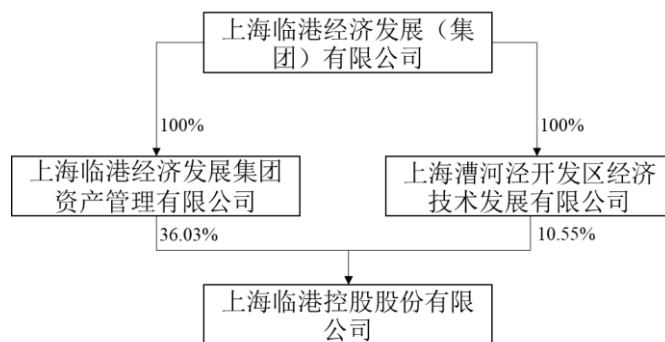 上海临港经济发展（集
团）有限公司
100%
100%
上海临港经济发展集团
资产管理有限公司
上海漕河泾开发区经济
技术发展有限公司
36.03%
10.55%
上海临港控股股份有限
公司